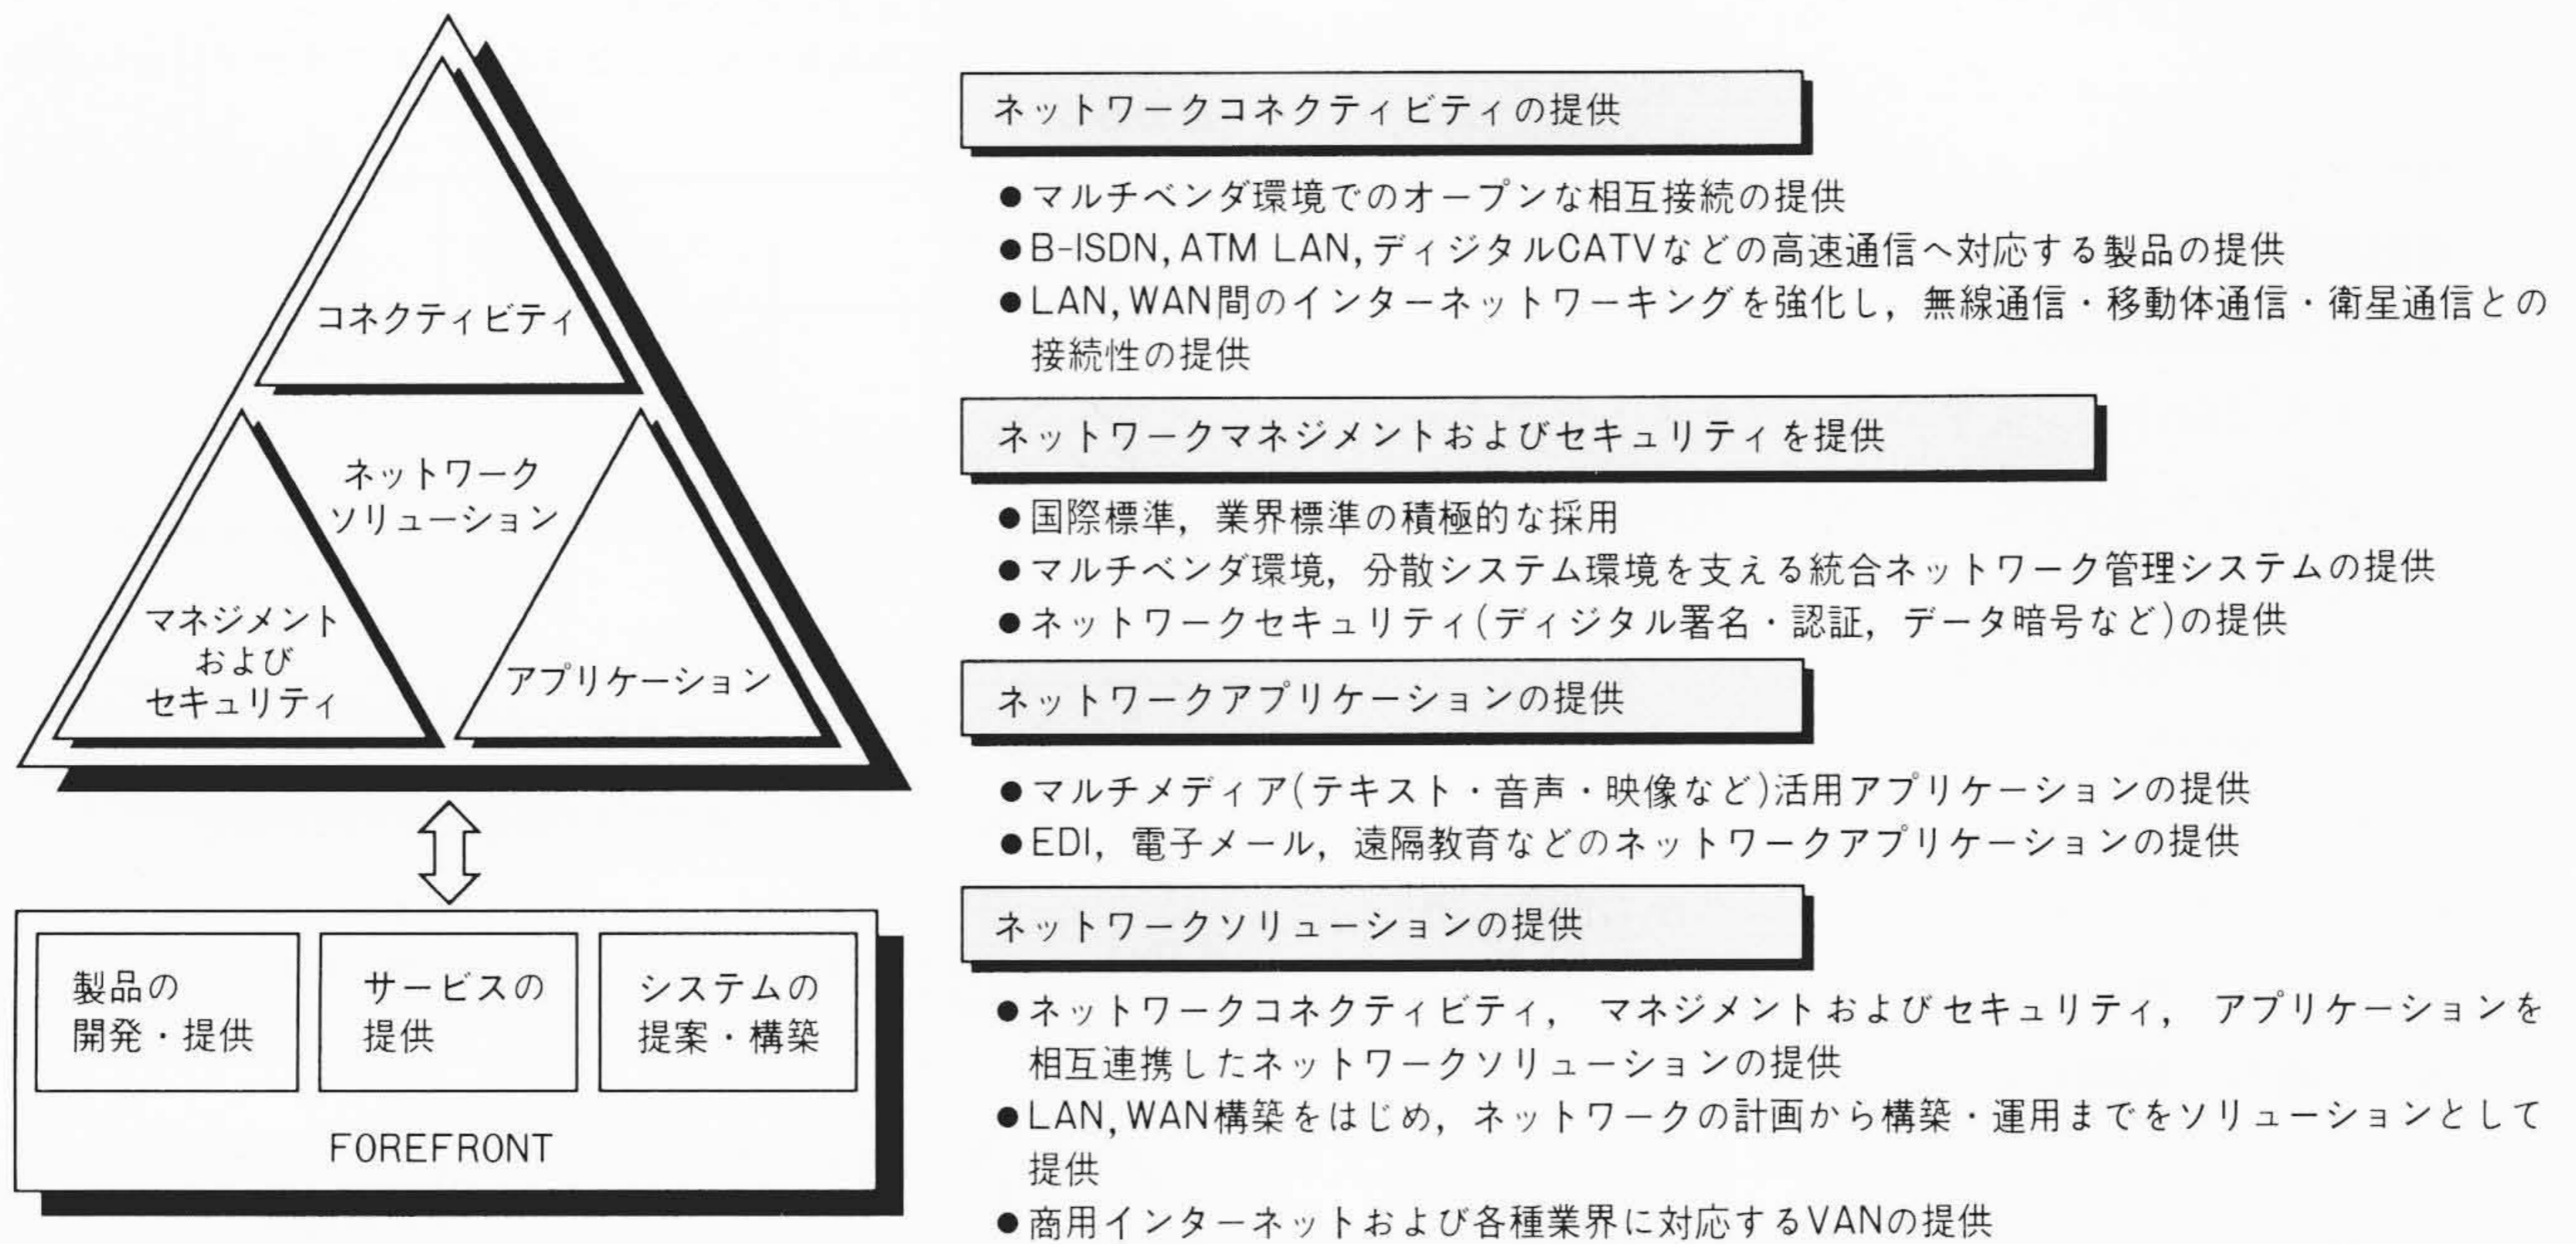 コネクティビティ
ネットワーク
ソリューション
マネジメント
および
セキュリティ
アプリケーション
製品の
開発・提供
サービスの
提供
システムの
提案・構築
FOREFRONT
ネットワークコネクティビティの提供
●マルチベンダ環境でのオープンな相互接続の提供
●B-ISDN, ATM LAN, ディジタルCATVなどの高速通信へ対応する製品の提供
●LAN, WAN間のインターネットワーキングを強化し，無線通信・移動体通信・衛星通信との
接続性の提供
ネットワークマネジメントおよびセキュリティを提供
●国際標準，業界標準の積極的な採用
●マルチベンダ環境，分散システム環境を支える統合ネットワーク管理システムの提供
●ネットワークセキュリティ(ディジタル署名・認証，データ暗号など)の提供
ネットワークアプリケーションの提供
●マルチメディア(テキスト・音声・映像など)活用アプリケーションの提供
●EDI，電子メール，遠隔教育などのネットワークアプリケーションの提供
ネットワークソリューションの提供
●ネットワークコネクティビティ，マネジメントおよびセキュリティ，アプリケーションを
相互連携したネットワークソリューションの提供
●LAN, WAN構築をはじめ，ネットワークの計画から構築・運用までをソリューションとして
提供
●商用インターネットおよび各種業界に対応するVANの提供